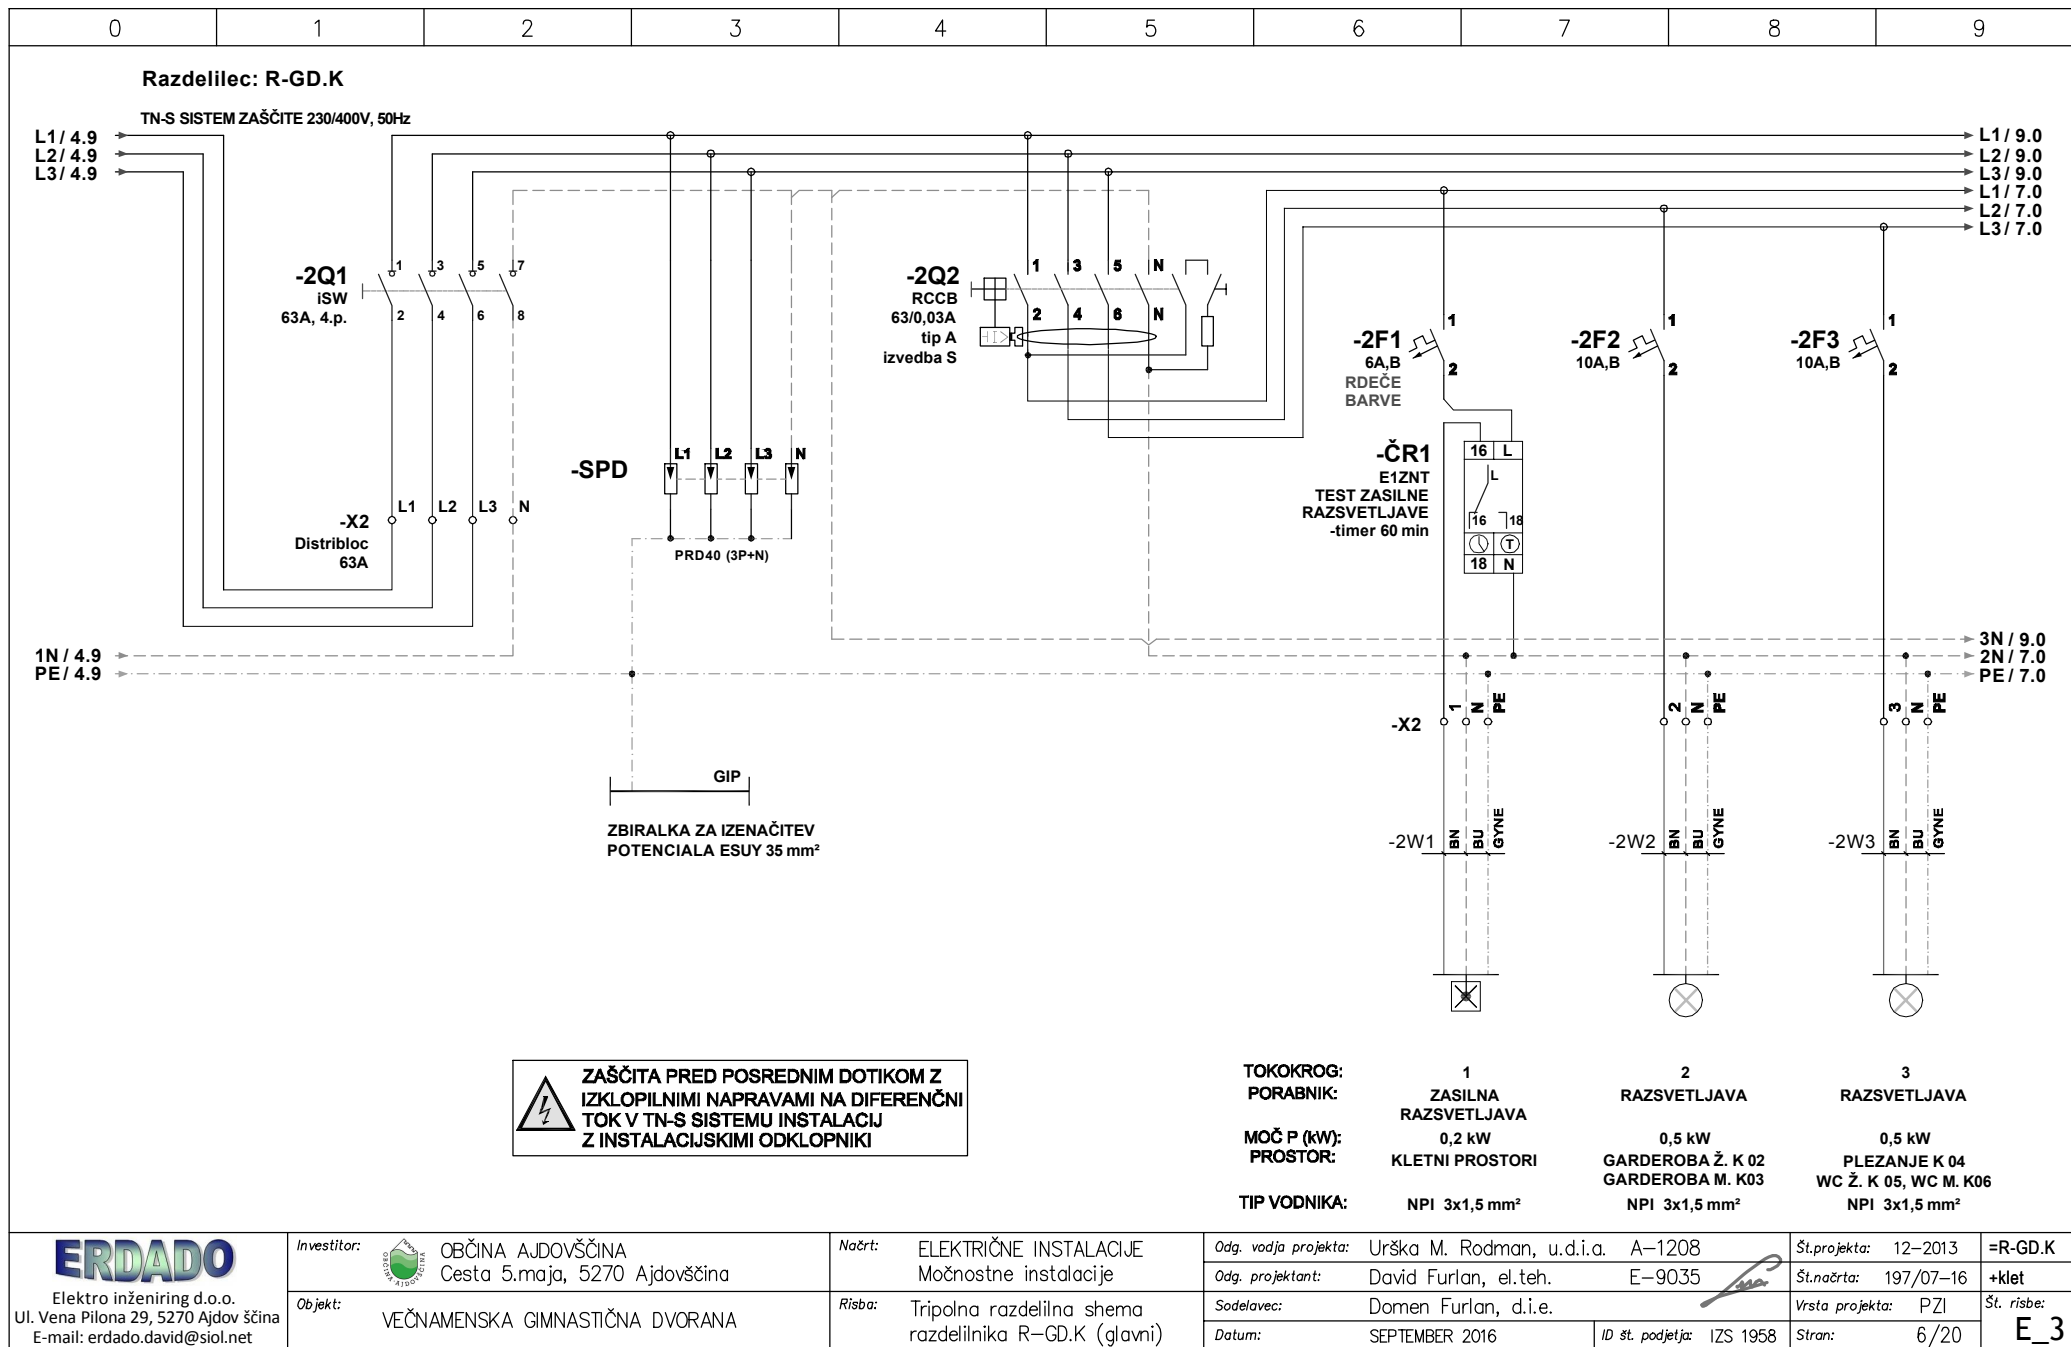 0 1 2 3 4 5 6 7 8 9
Razdelilec: R-GD.K
TN-S SISTEM ZAŠČITE 230/400V, 50Hz
L1 / 4.9
L2 / 4.9
L3 / 4.9
L1 / 9.0
L2 / 9.0
L3 / 9.0
L1 / 7.0
L2 / 7.0
L3 / 7.0
-2Q1
iSW
63A, 4.p.
1 3 5 7
2 4 6 8
-2Q2
RCCB
63/0,03A
tip A
izvedba S
1 3 5 N
2 4 6 N
-2F1
6A,B
RDEČE
BARVE
1
2
-2F2
10A,B
1
2
-2F3
10A,B
1
2
-SPD
L1 L2 L3 N
PRD40 (3P+N)
-X2
Distribloc
63A
L1 L2 L3 N
-ČR1
E1ZNT
TEST ZASILNE
RAZSVETLJAVE
-timer 60 min
16 L
L
16 18
T
18 N
1N / 4.9
PE / 4.9
3N / 9.0
2N / 7.0
PE / 7.0
-X2
1 N PE
2 N PE
3 N PE
GIP
ZBIRALKA ZA IZENAČITEV
POTENCIALA ESUY 35 mm²
-2W1 BN BU GYNE
-2W2 BN BU GYNE
-2W3 BN BU GYNE
ZAŠČITA PRED POSREDNIM DOTIKOM Z
IZKLOPILNIMI NAPRAVAMI NA DIFERENČNI
TOK V TN-S SISTEMU INSTALACIJ
Z INSTALACIJSKIMI ODKLOPNIKI
TOKOKROG: 1 2 3
PORABNIK: ZASILNA RAZSVETLJAVA RAZSVETLJAVA
RAZSVETLJAVA
MOČ P (kW): 0,2 kW 0,5 kW 0,5 kW
PROSTOR: KLETNI PROSTORI GARDEROBA Ž. K 02 PLEZANJE K 04
GARDEROBA M. K03 WC Ž. K 05, WC M. K06
TIP VODNIKA: NPI 3x1,5 mm² NPI 3x1,5 mm² NPI 3x1,5 mm²
ERDADO
Elektro inženiring d.o.o.
Ul. Vena Pilona 29, 5270 Ajdov ščina
E-mail: erdado.david@siol.net
Investitor: OBČINA AJDOVŠČINA
Cesta 5.maja, 5270 Ajdovščina
OBČINA AJDOVŠČINA
Objekt: VEČNAMENSKA GIMNASTIČNA DVORANA
Načrt: ELEKTRIČNE INSTALACIJE
Močnostne instalacije
Risba: Tripolna razdelilna shema
razdelilnika R-GD.K (glavni)
Odg. vodja projekta: Urška M. Rodman, u.d.i.a. A-1208
Odg. projektant: David Furlan, el.teh. E-9035
Sodelavec: Domen Furlan, d.i.e.
Datum: SEPTEMBER 2016 ID št. podjetja: IZS 1958
Št.projekta: 12-2013
Št.načrta: 197/07-16
Vrsta projekta: PZI
Stran: 6/20
=R-GD.K
+klet
Št. risbe:
E_3